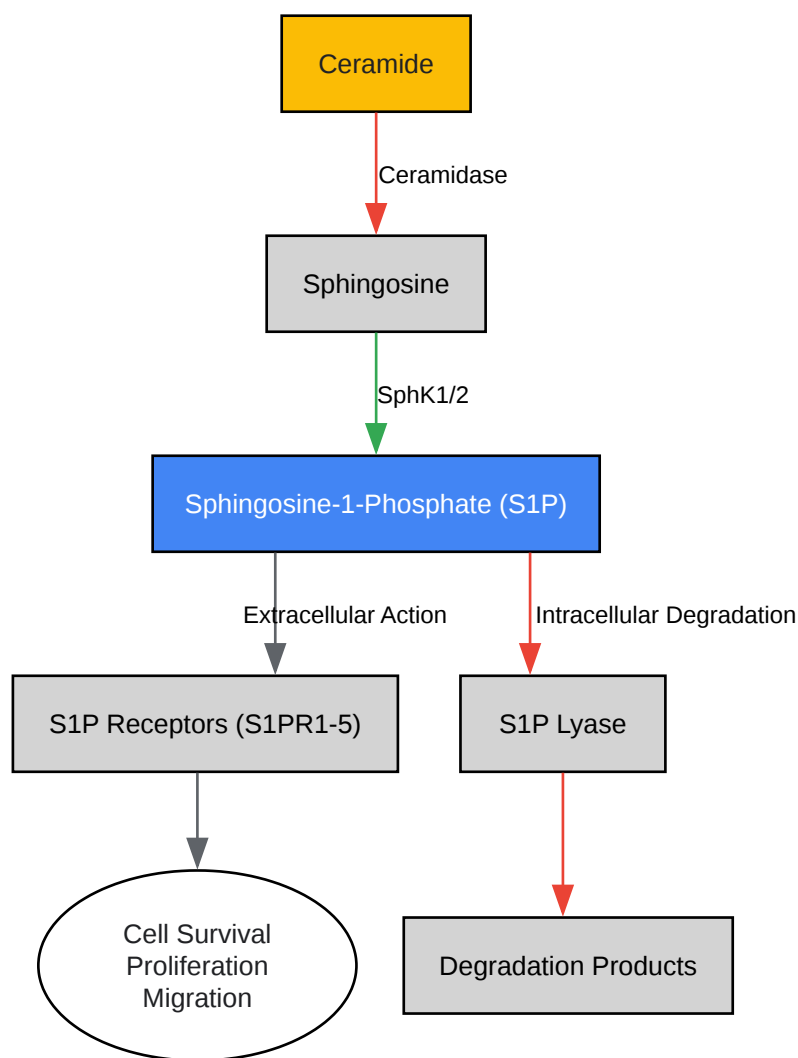 Ceramide
Ceramidase
Sphingosine
SphK1/2
Sphingosine-1-Phosphate (S1P)
Extracellular Action
Intracellular Degradation
S1P Receptors (S1PR1-5)
S1P Lyase
Cell Survival
Proliferation
Migration
Degradation Products